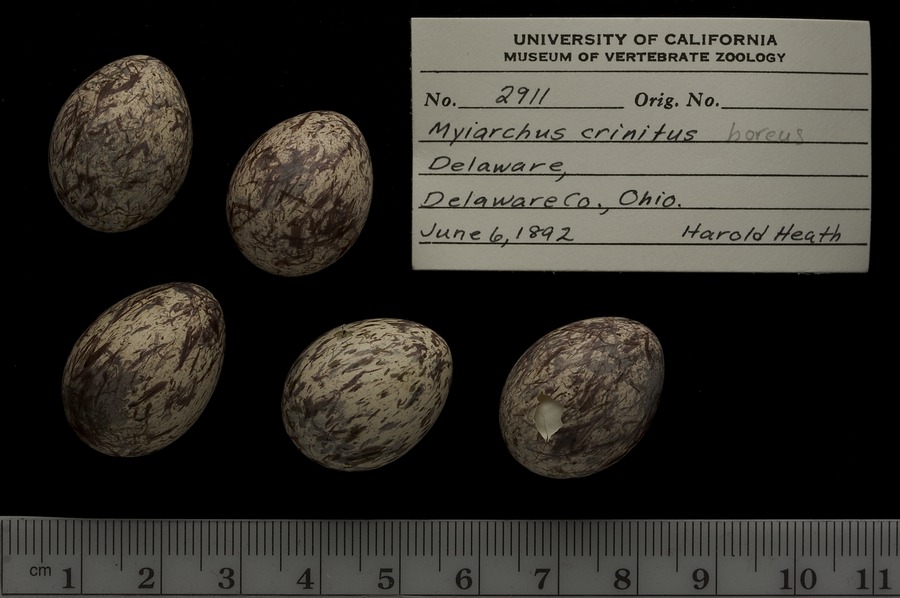 UNIVERSITY OF CALIFORNIA
MUSEUM OF VERTEBRATE ZOOLOGY
No. 2911 Orig. No.
Myiarchus crinitus boreus
Delaware,
Delaware Co., Ohio.
June 6, 1892 Harold Heath
cm 1 2 3 4 5 6 7 8 9 10 11